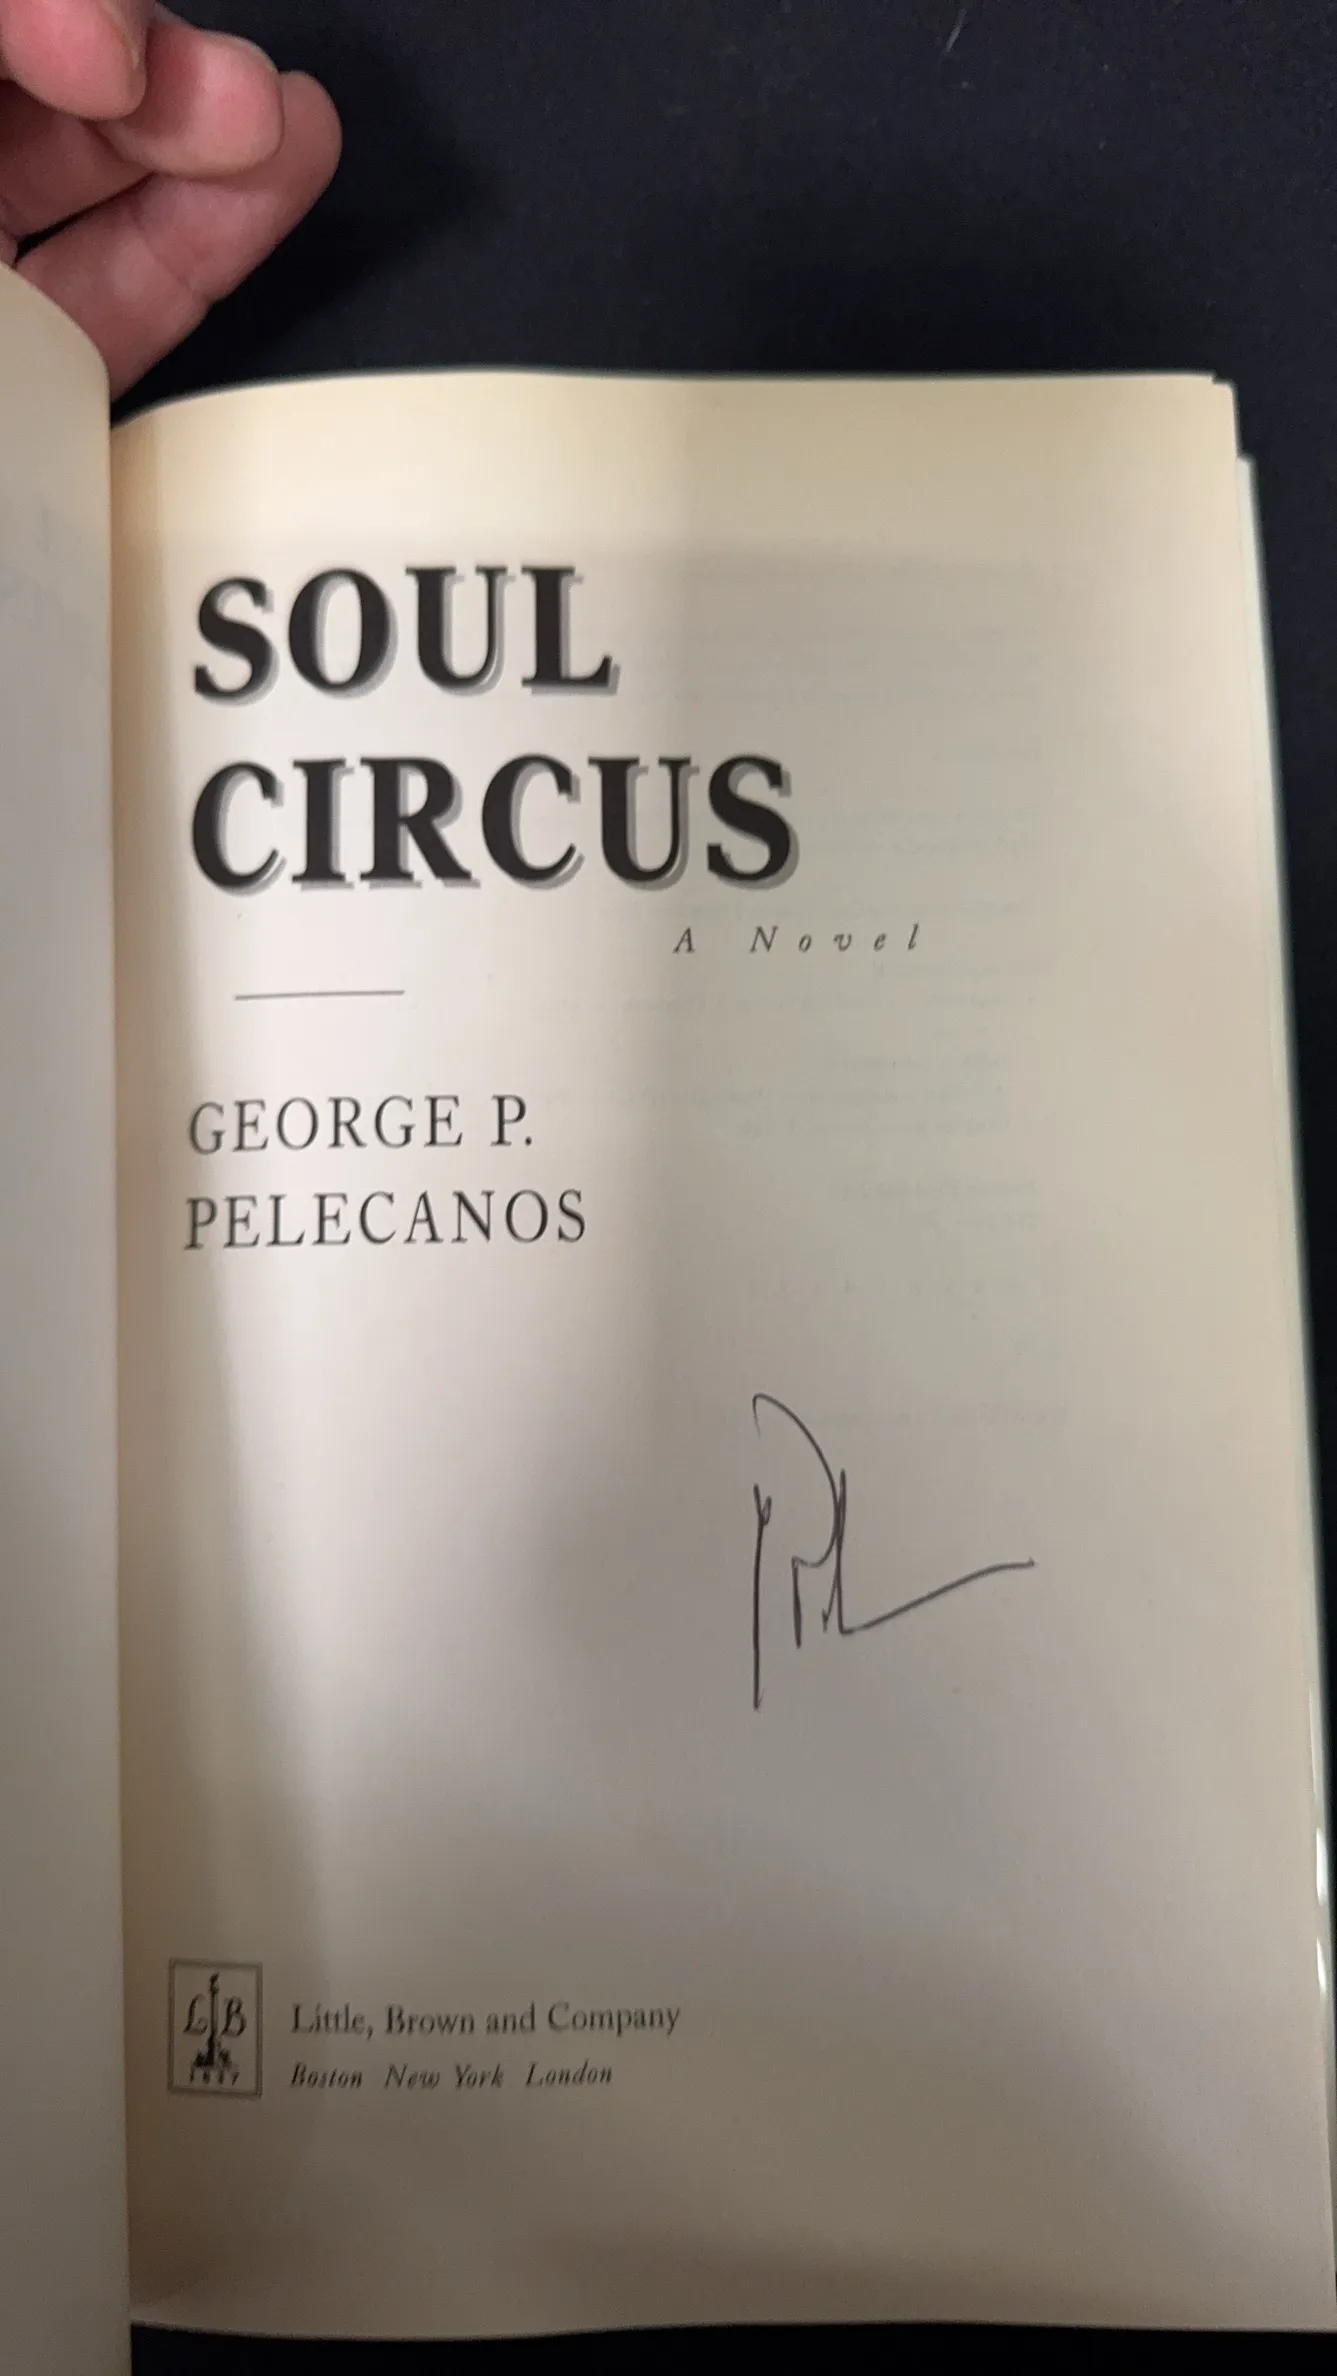 SOUL
CIRCUS
A Novel
GEORGE P.
PELECANOS
L B
Little, Brown and Company
Boston New York London